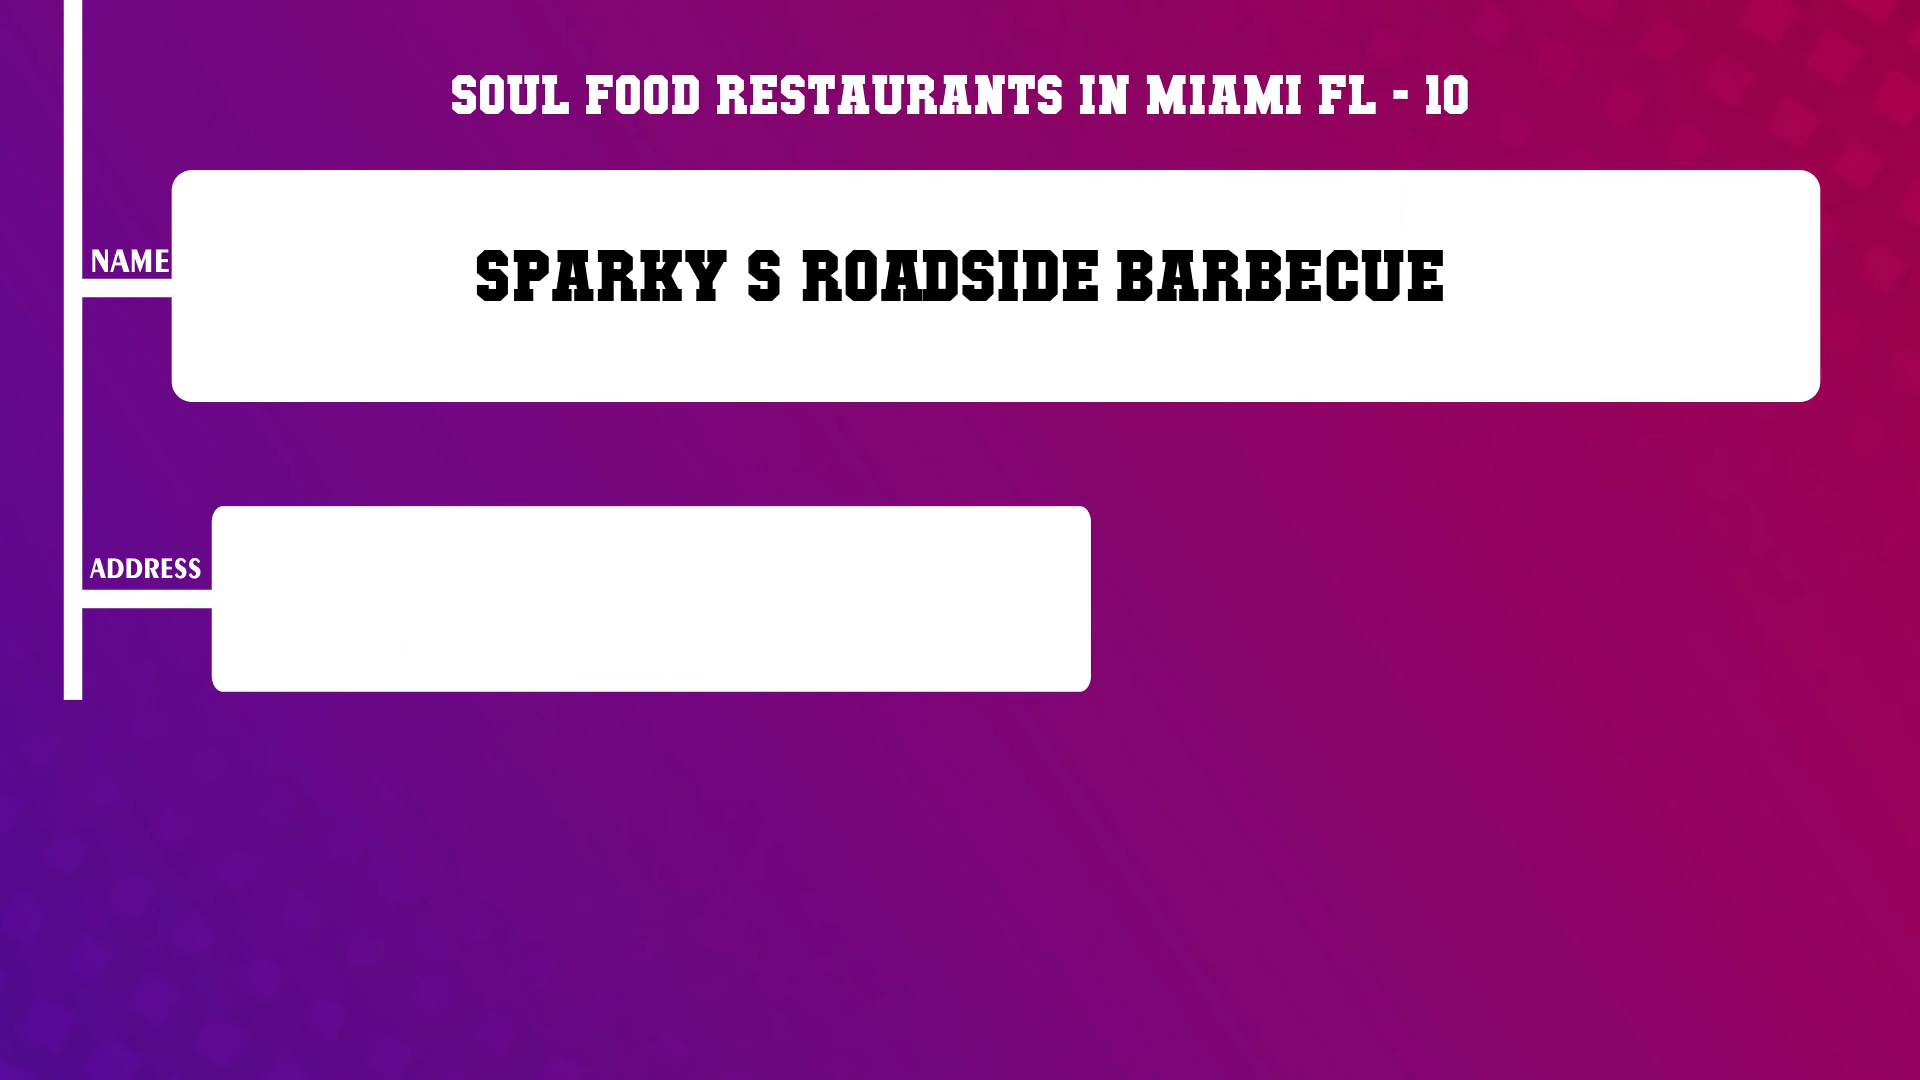 SOUL FOOD RESTAURANTS IN MIAMI FL - 10
NAME
SPARKY S ROADSIDE BARBECUE
ADDRESS